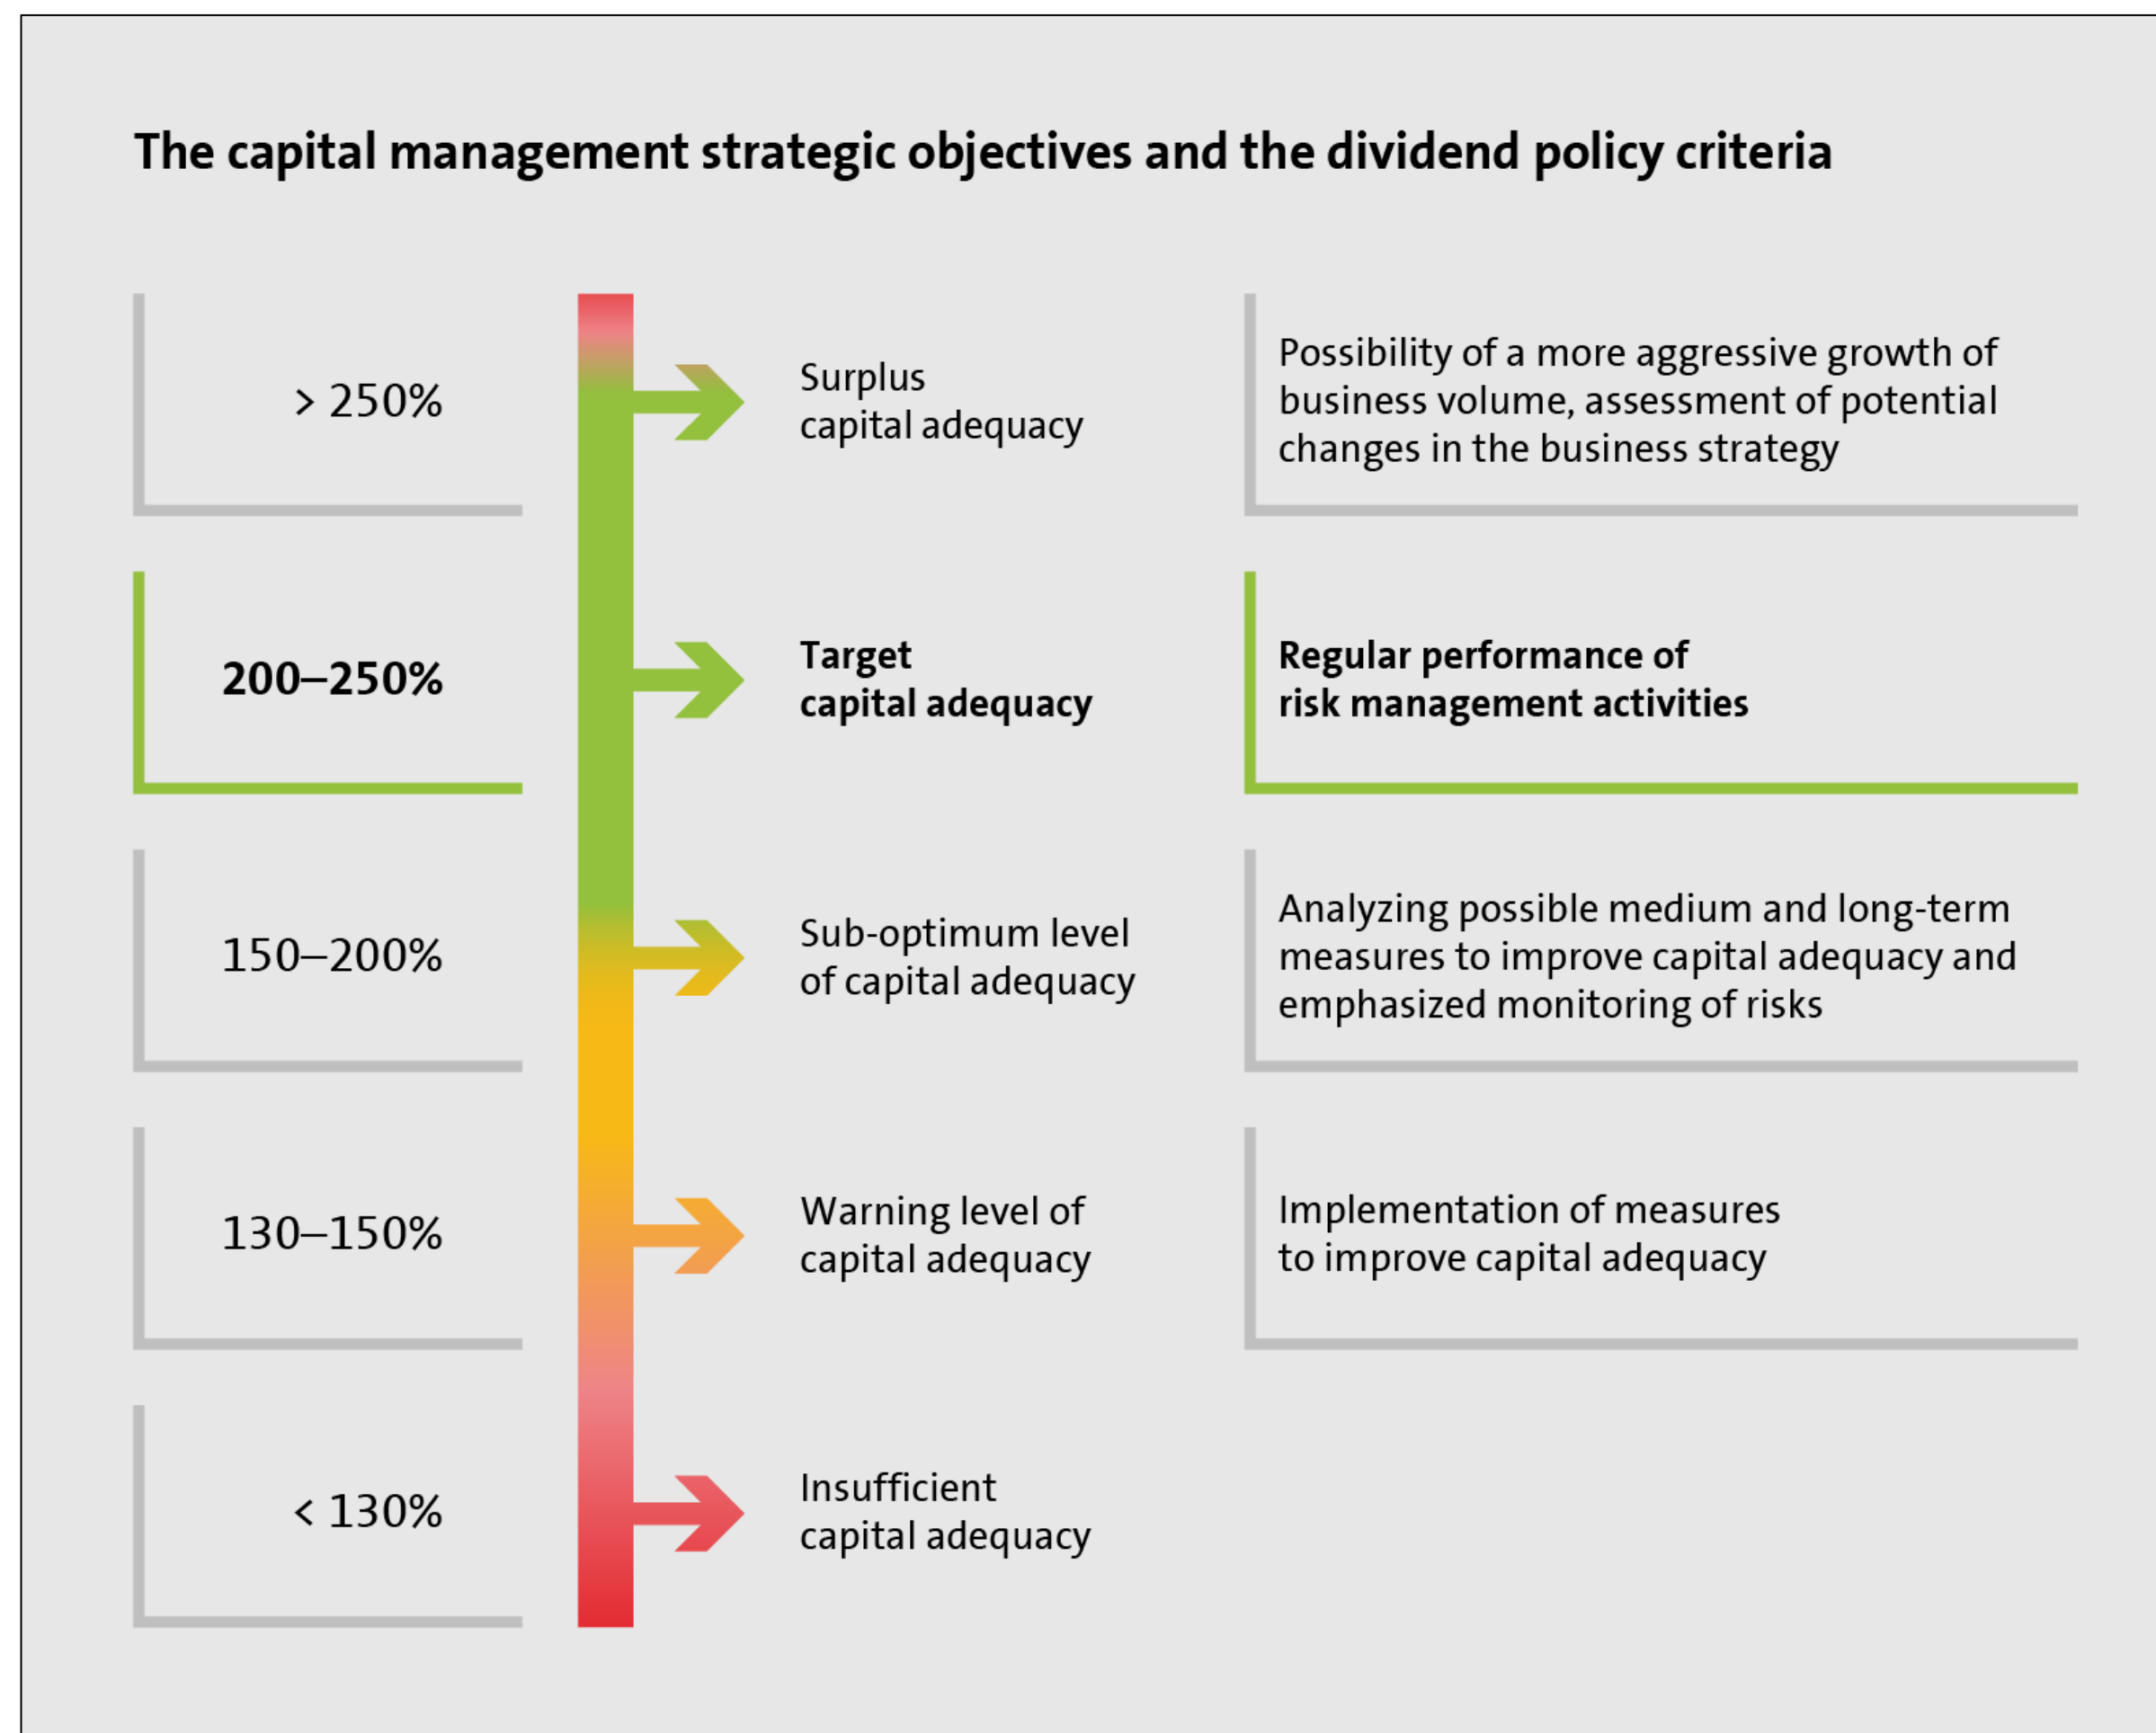 The capital management strategic objectives and the dividend policy criteria
> 250%
Surplus
capital adequacy
Possibility of a more aggressive growth of
business volume, assessment of potential
changes in the business strategy
200–250%
Target
capital adequacy
Regular performance of
risk management activities
150–200%
Sub-optimum level
of capital adequacy
Analyzing possible medium and long-term
measures to improve capital adequacy and
emphasized monitoring of risks
130–150%
Warning level of
capital adequacy
Implementation of measures
to improve capital adequacy
< 130%
Insufficient
capital adequacy